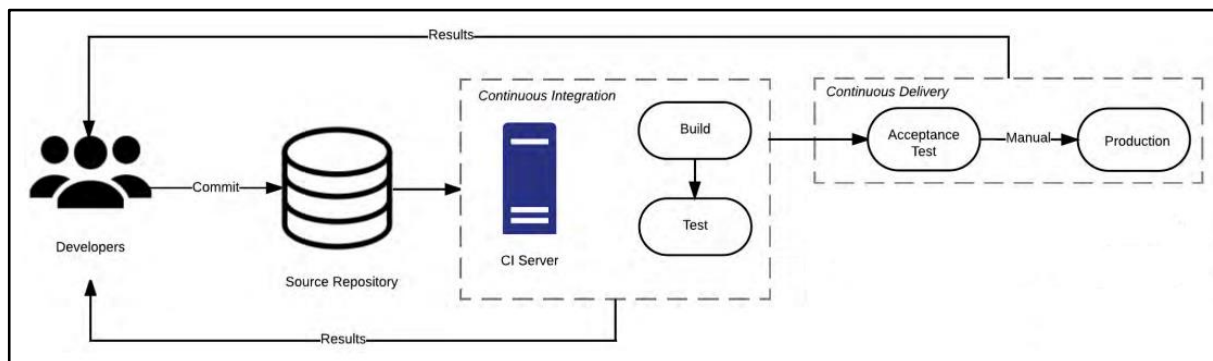 Results
Continuous Integration
Continuous Delivery
Build
Acceptance
Test
Manual
Production
Commit
Test
Developers
Source Repository
CI Server
Results